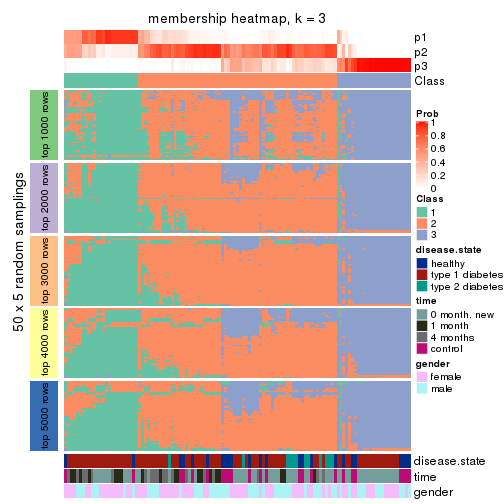 membership heatmap, k = 3
p1
p2
p3
Class
50 x 5 random samplings
top 1000 rows
top 2000 rows
top 3000 rows
top 4000 rows
top 5000 rows
Prob
1
0.8
0.6
0.4
0.2
0
Class
1
2
3
disease.state
healthy
type 1 diabetes
type 2 diabetes
time
0 month. new
1 month
4 months
control
gender
female
male
disease.state
time
gender